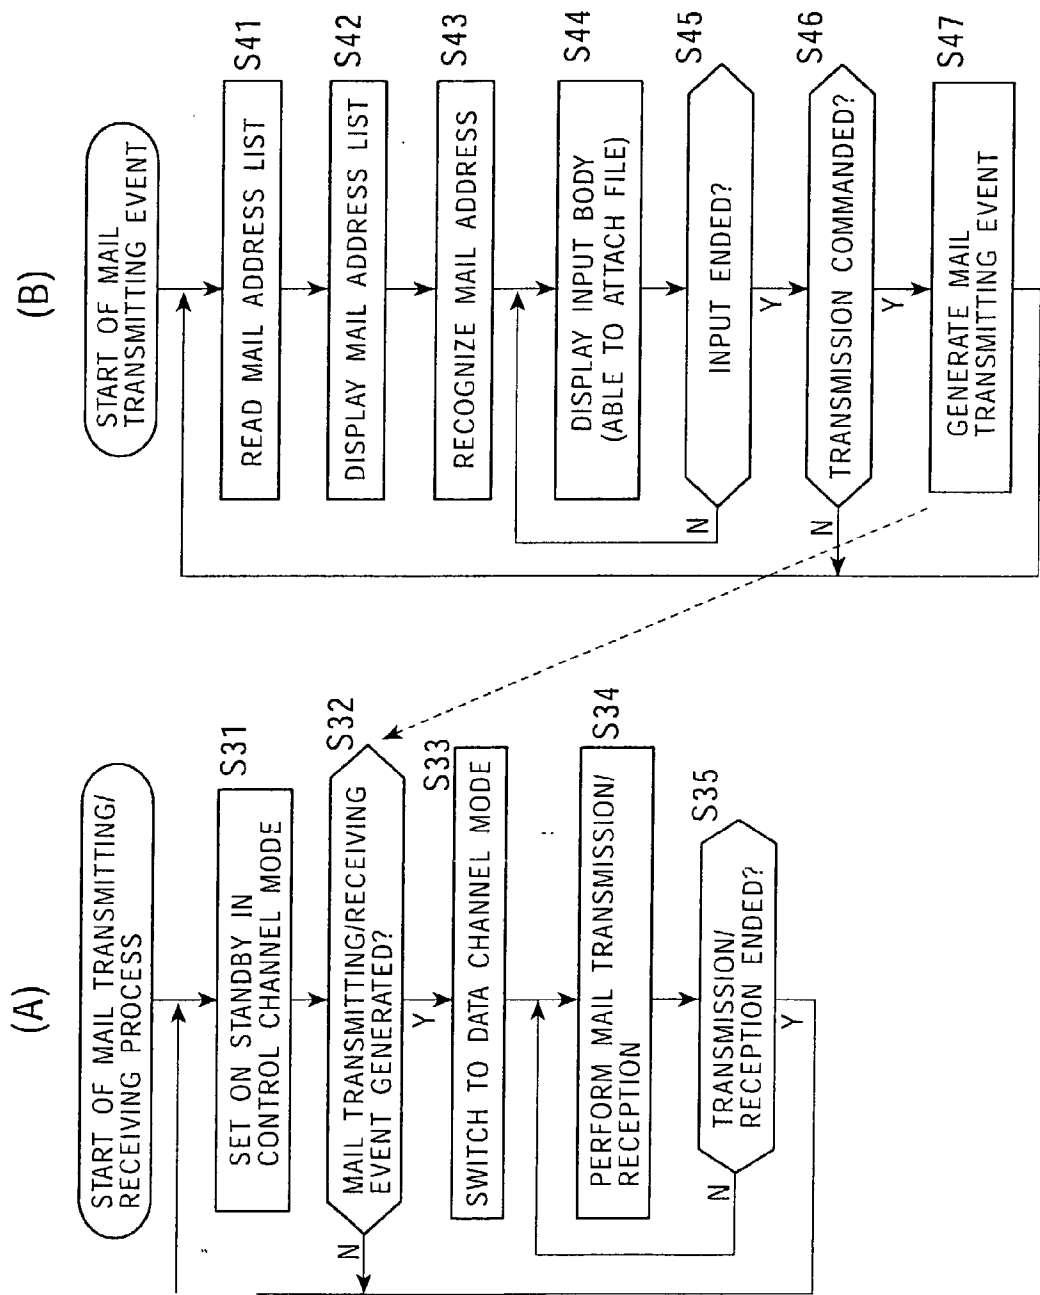 (A)
START OF MAIL TRANSMITTING/
RECEIVING PROCESS
S31
SET ON STANDBY IN
CONTROL CHANNEL MODE
S32
MAIL TRANSMITTING/RECEIVING
EVENT GENERATED?
N
Y
S33
SWITCH TO DATA CHANNEL MODE
S34
PERFORM MAIL TRANSMISSION/
RECEPTION
S35
TRANSMISSION/
RECEPTION ENDED?
N
Y
(B)
START OF MAIL
TRANSMITTING EVENT
S41
READ MAIL ADDRESS LIST
S42
DISPLAY MAIL ADDRESS LIST
S43
RECOGNIZE MAIL ADDRESS
S44
DISPLAY INPUT BODY
(ABLE TO ATTACH FILE)
S45
INPUT ENDED?
N
Y
S46
TRANSMISSION COMMANDED?
N
Y
S47
GENERATE MAIL
TRANSMITTING EVENT